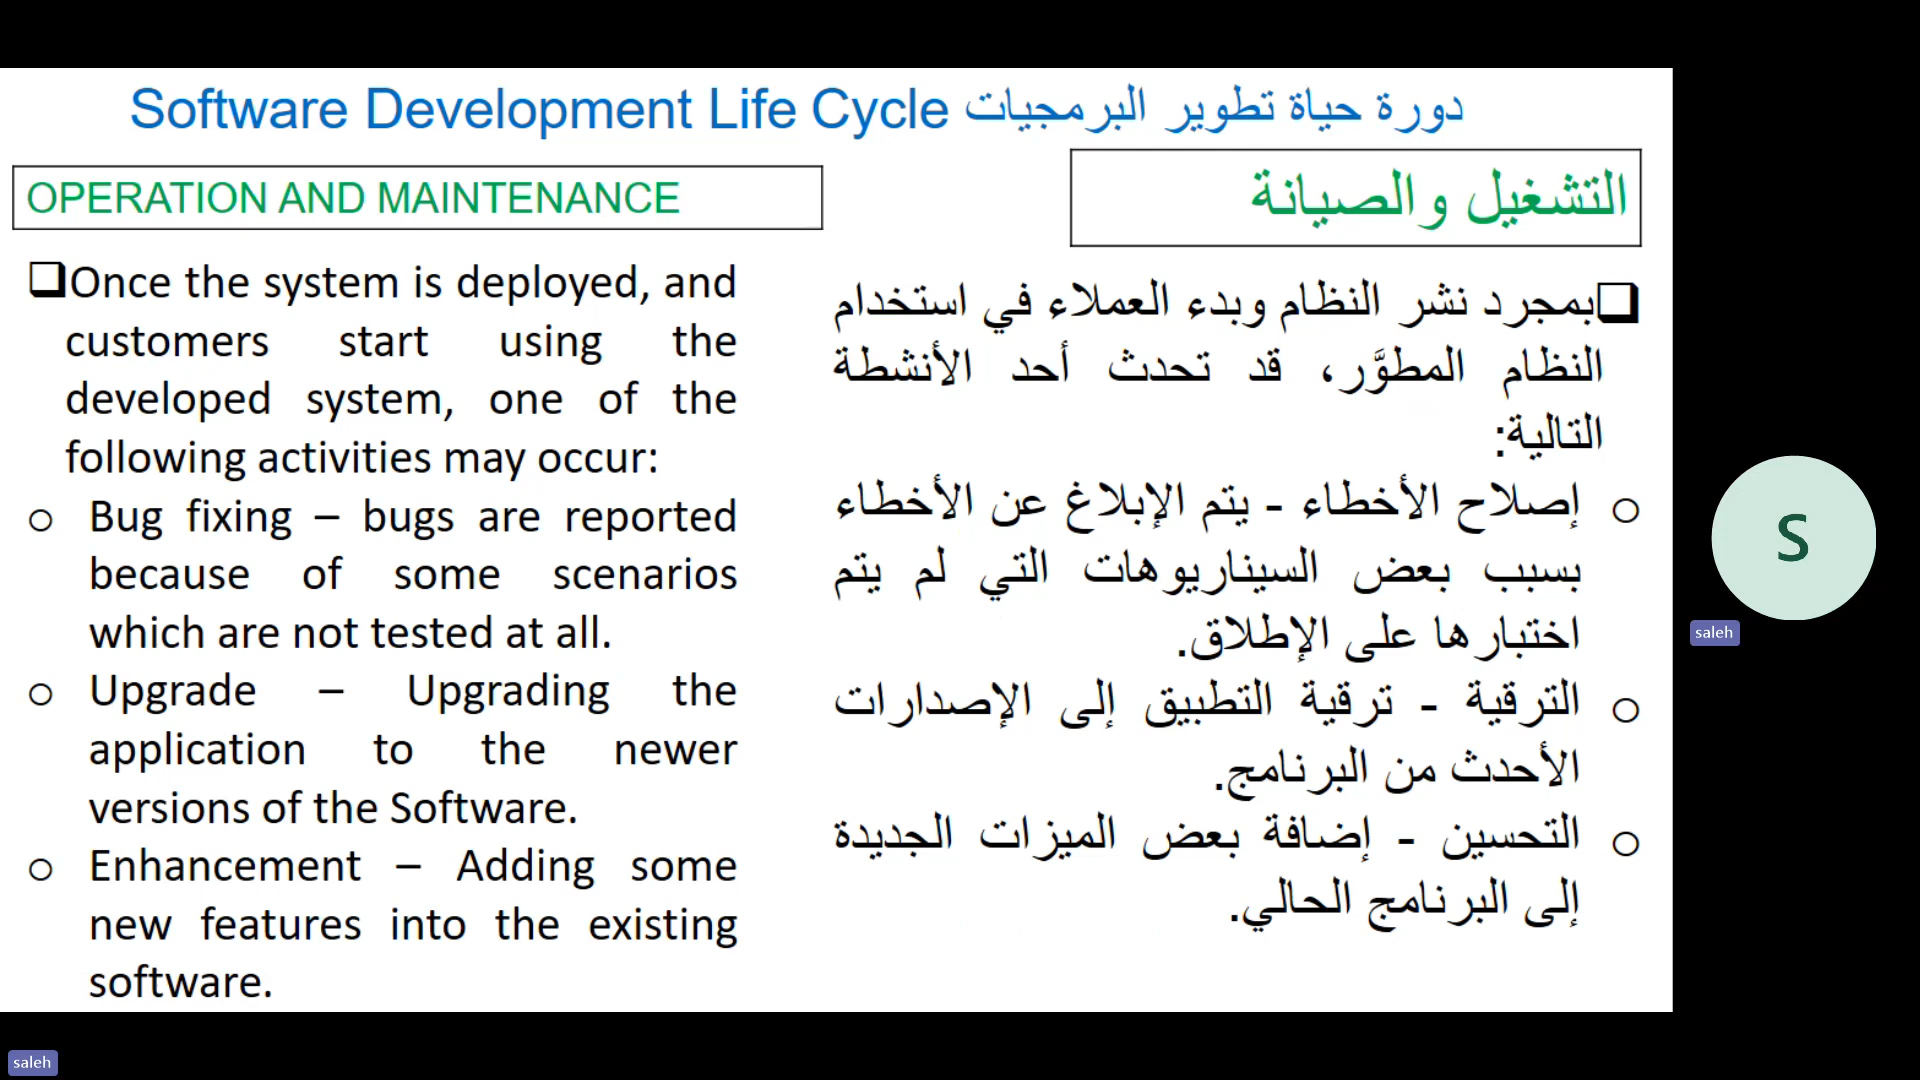 Software Development Life Cycle دورة حياة تطوير البرمجيات
OPERATION AND MAINTENANCE
❑Once the system is deployed, and
customers start using the
developed system, one of the
following activities may occur:
o Bug fixing – bugs are reported
because of some scenarios
which are not tested at all.
o Upgrade – Upgrading the
application to the newer
versions of the Software.
o Enhancement – Adding some
new features into the existing
software.
التشغيل والصيانة
❑بمجرد نشر النظام وبدء العملاء في استخدام
النظام المطوَّر، قد تحدث أحد الأنشطة
التالية:
o إصلاح الأخطاء - يتم الإبلاغ عن الأخطاء
بسبب بعض السيناريوهات التي لم يتم
اختبارها على الإطلاق.
o الترقية - ترقية التطبيق إلى الإصدارات
الأحدث من البرنامج.
o التحسين - إضافة بعض الميزات الجديدة
إلى البرنامج الحالي.
S
saleh
saleh